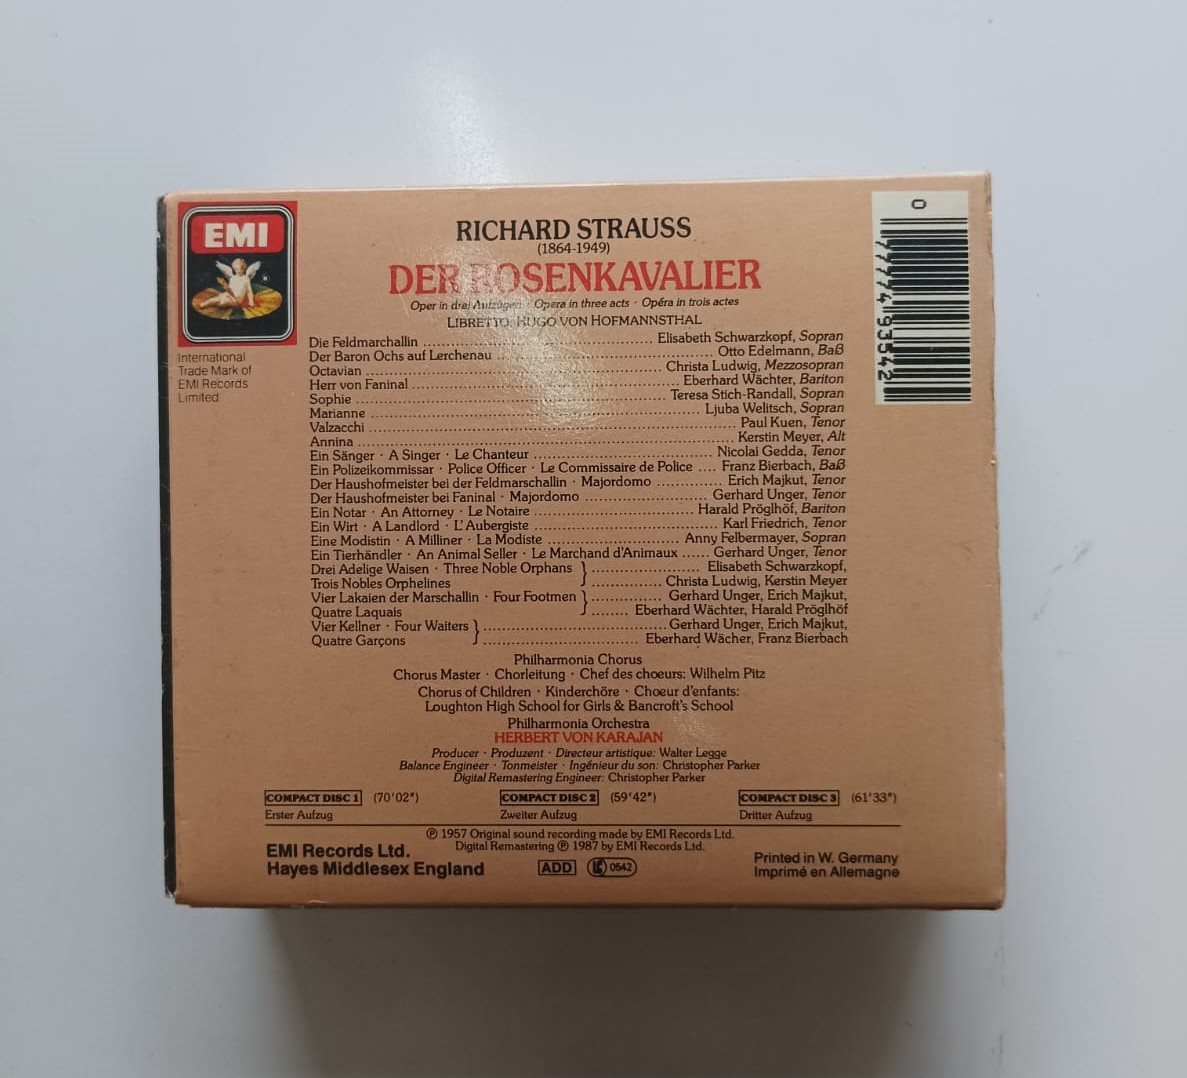 EMI
International
Trade Mark of
EMI Records
Limited
RICHARD STRAUSS
(1864-1949)
DER ROSENKAVALIER
Oper in drei Aufzügen · Opera in three acts · Opéra in trois actes
LIBRETTO: HUGO VON HOFMANNSTHAL
Die Feldmarchallin ........ Elisabeth Schwarzkopf, Sopran
Der Baron Ochs auf Lerchenau ........ Otto Edelmann, Baß
Octavian ........ Christa Ludwig, Mezzosopran
Herr von Faninal ........ Eberhard Wächter, Bariton
Sophie ........ Teresa Stich-Randall, Sopran
Marianne ........ Ljuba Welitsch, Sopran
Valzacchi ........ Paul Kuen, Tenor
Annina ........ Kerstin Meyer, Alt
Ein Sänger · A Singer · Le Chanteur ........ Nicolai Gedda, Tenor
Ein Polizeikommissar · Police Officer · Le Commissaire de Police .... Franz Bierbach, Baß
Der Haushofmeister bei der Feldmarschallin · Majordomo ........ Erich Majkut, Tenor
Der Haushofmeister bei Faninal · Majordomo ........ Gerhard Unger, Tenor
Ein Notar · An Attorney · Le Notaire ........ Harald Pröglhöf, Bariton
Ein Wirt · A Landlord · L'Aubergiste ........ Karl Friedrich, Tenor
Eine Modistin · A Milliner · La Modiste ........ Anny Felbermayer, Sopran
Ein Tierhändler · An Animal Seller · Le Marchand d'Animaux ...... Gerhard Unger, Tenor
Drei Adelige Waisen · Three Noble Orphans } ........ Elisabeth Schwarzkopf,
Trois Nobles Orphelines ........ Christa Ludwig, Kerstin Meyer
Vier Lakaien der Marschallin · Four Footmen } ........ Gerhard Unger, Erich Majkut,
Quatre Laquais ........ Eberhard Wächter, Harald Pröglhöf
Vier Kellner · Four Waiters } ........ Gerhard Unger, Erich Majkut,
Quatre Garçons ........ Eberhard Wächer, Franz Bierbach
Philharmonia Chorus
Chorus Master · Chorleitung · Chef des chœurs: Wilhelm Pitz
Chorus of Children · Kinderchöre · Choeur d'enfants:
Loughton High School for Girls & Bancroft's School
Philharmonia Orchestra
HERBERT VON KARAJAN
Producer · Produzent · Directeur artistique: Walter Legge
Balance Engineer · Tonmeister · Ingénieur du son: Christopher Parker
Digital Remastering Engineer: Christopher Parker
COMPACT DISC 1 (70'02")
Erster Aufzug
COMPACT DISC 2 (59'42")
Zweiter Aufzug
COMPACT DISC 3 (61'33")
Dritter Aufzug
℗ 1957 Original sound recording made by EMI Records Ltd.
Digital Remastering ℗ 1987 by EMI Records Ltd.
EMI Records Ltd.
Hayes Middlesex England
ADD
LC 0542
Printed in W. Germany
Imprimé en Allemagne
0 77774 93542